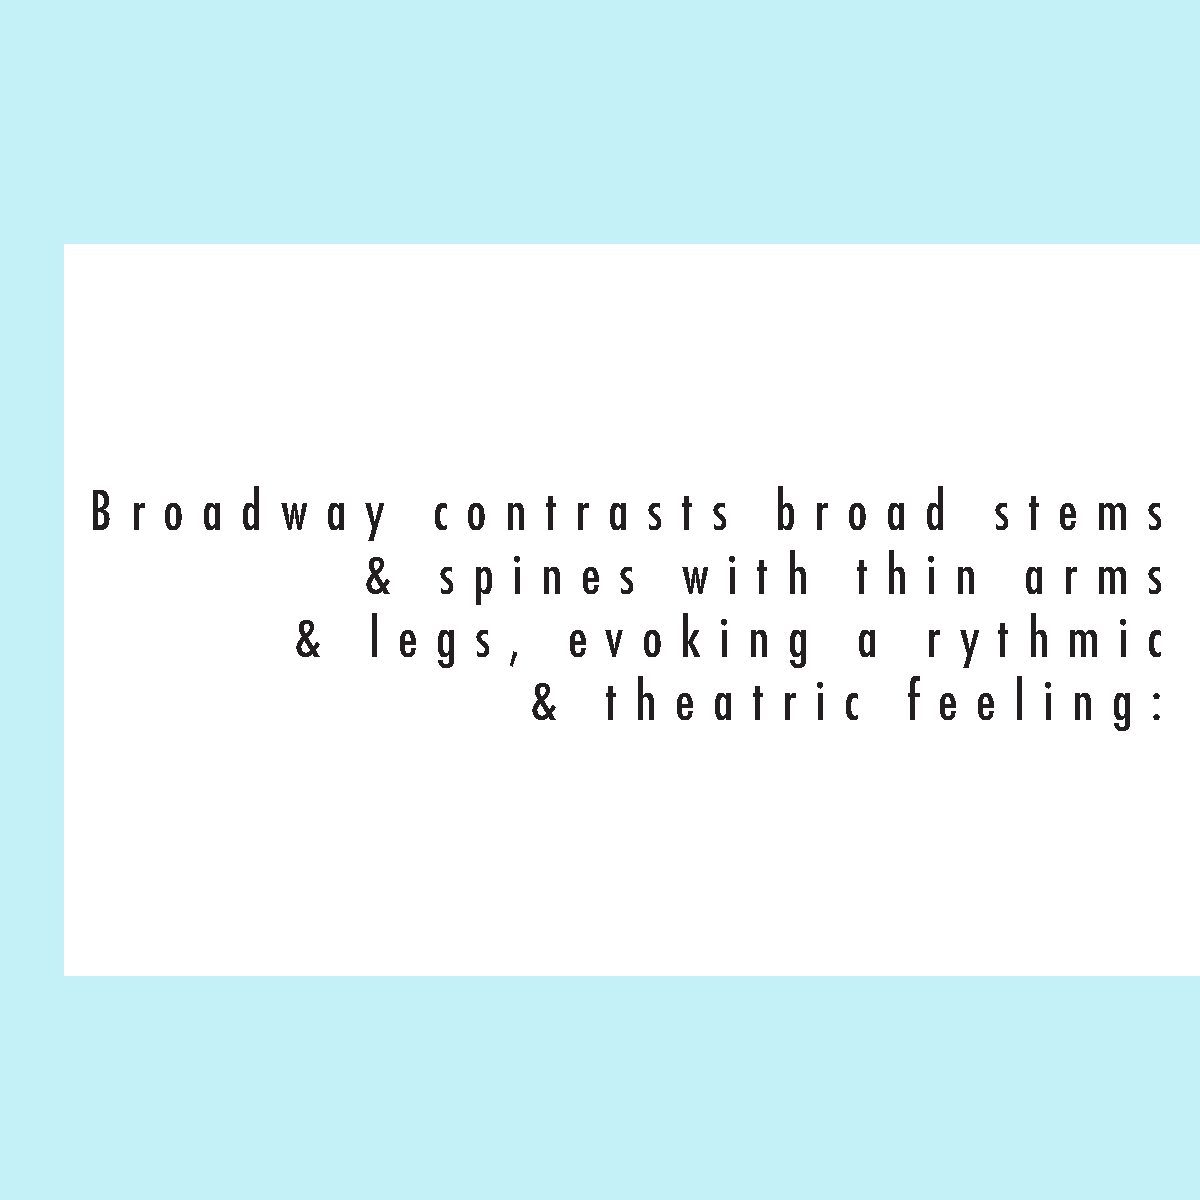 Broadway contrasts broad stems
& spines with thin arms
& legs, evoking a rythmic
& theatric feeling: